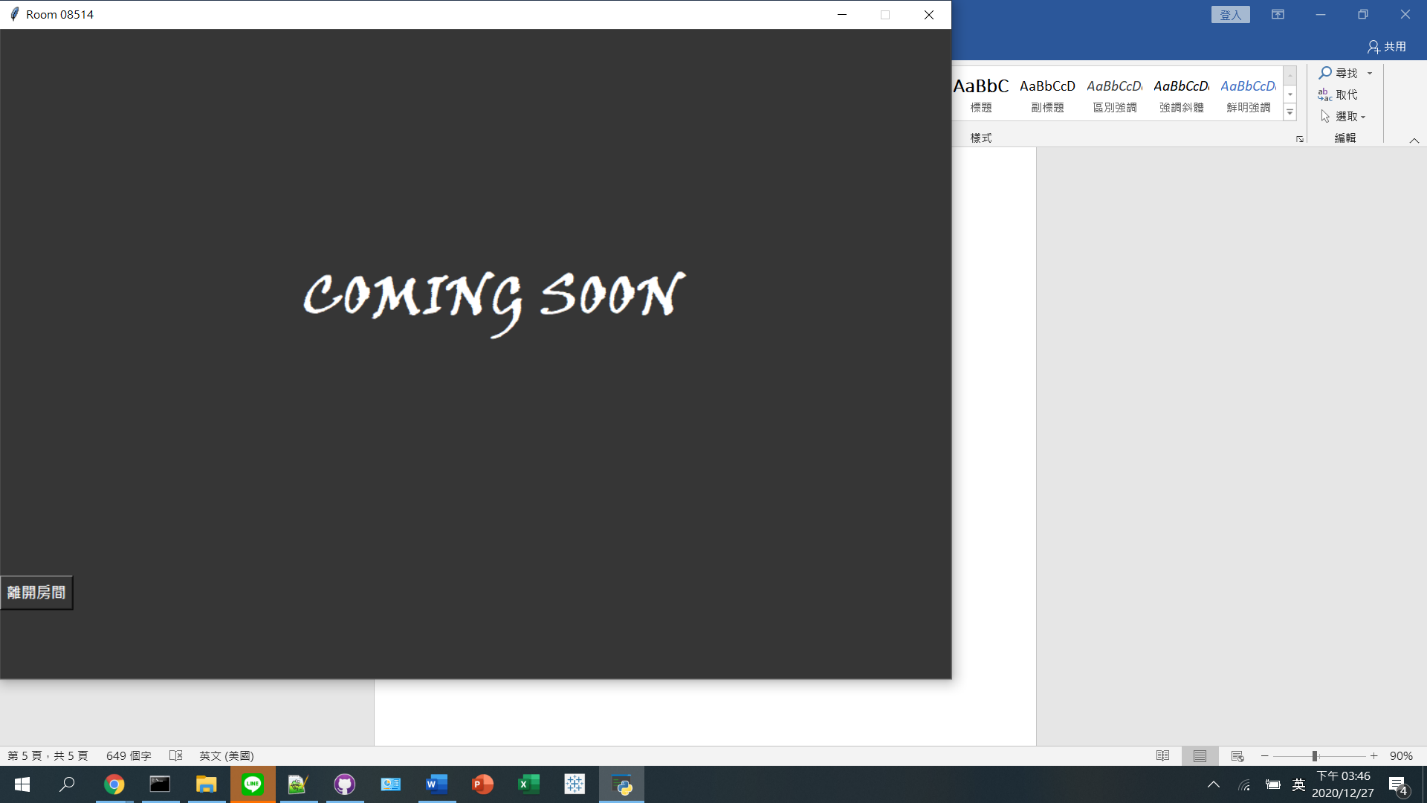 Room 08514
登入
共用
AaBbC AaBbCcD AaBbCcD AaBbCcD AaBbCcD
標題 副標題 區別強調 強調斜體 鮮明強調
樣式
尋找
取代
選取
編輯
COMING SOON
離開房間
第 5 頁，共 5 頁 649 個字 英文 (美國) 90%
英
下午 03:46
2020/12/27
4